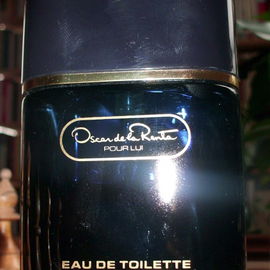 Oscar de la Renta
POUR LUI
EAU DE TOILETTE